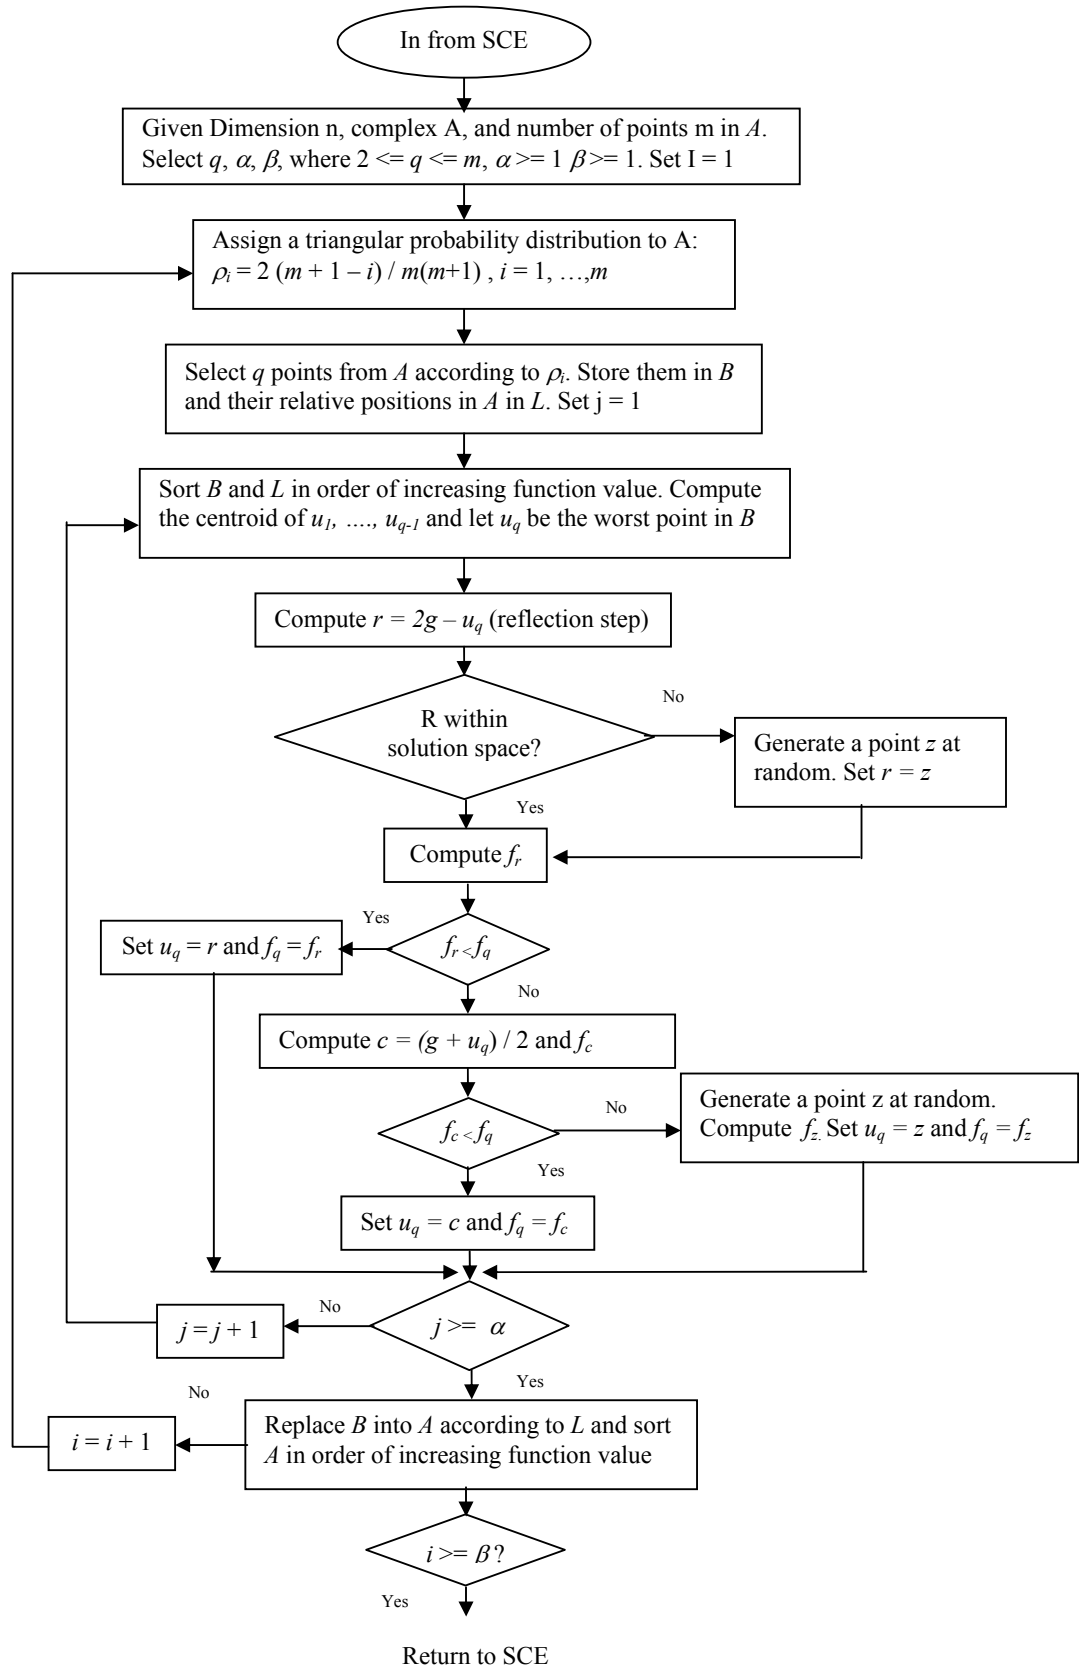 In from SCE
Given Dimension n, complex A, and number of points m in A.
Select q, α, β, where 2 <= q <= m, α >= 1 β >= 1. Set I = 1
Assign a triangular probability distribution to A:
ρi = 2 (m + 1 – i) / m(m+1) , i = 1, …,m
Select q points from A according to ρi. Store them in B
and their relative positions in A in L. Set j = 1
Sort B and L in order of increasing function value. Compute
the centroid of u1, …., uq-1 and let uq be the worst point in B
Compute r = 2g – uq (reflection step)
R within
solution space?
No
Generate a point z at
random. Set r = z
Yes
Compute fr
fr < fq
Yes
Set uq = r and fq = fr
No
Compute c = (g + uq) / 2 and fc
fc < fq
No
Generate a point z at random.
Compute fz. Set uq = z and fq = fz
Yes
Set uq = c and fq = fc
j >= α
No
j = j + 1
Yes
No
Replace B into A according to L and sort
A in order of increasing function value
i = i + 1
i >= β?
Yes
Return to SCE